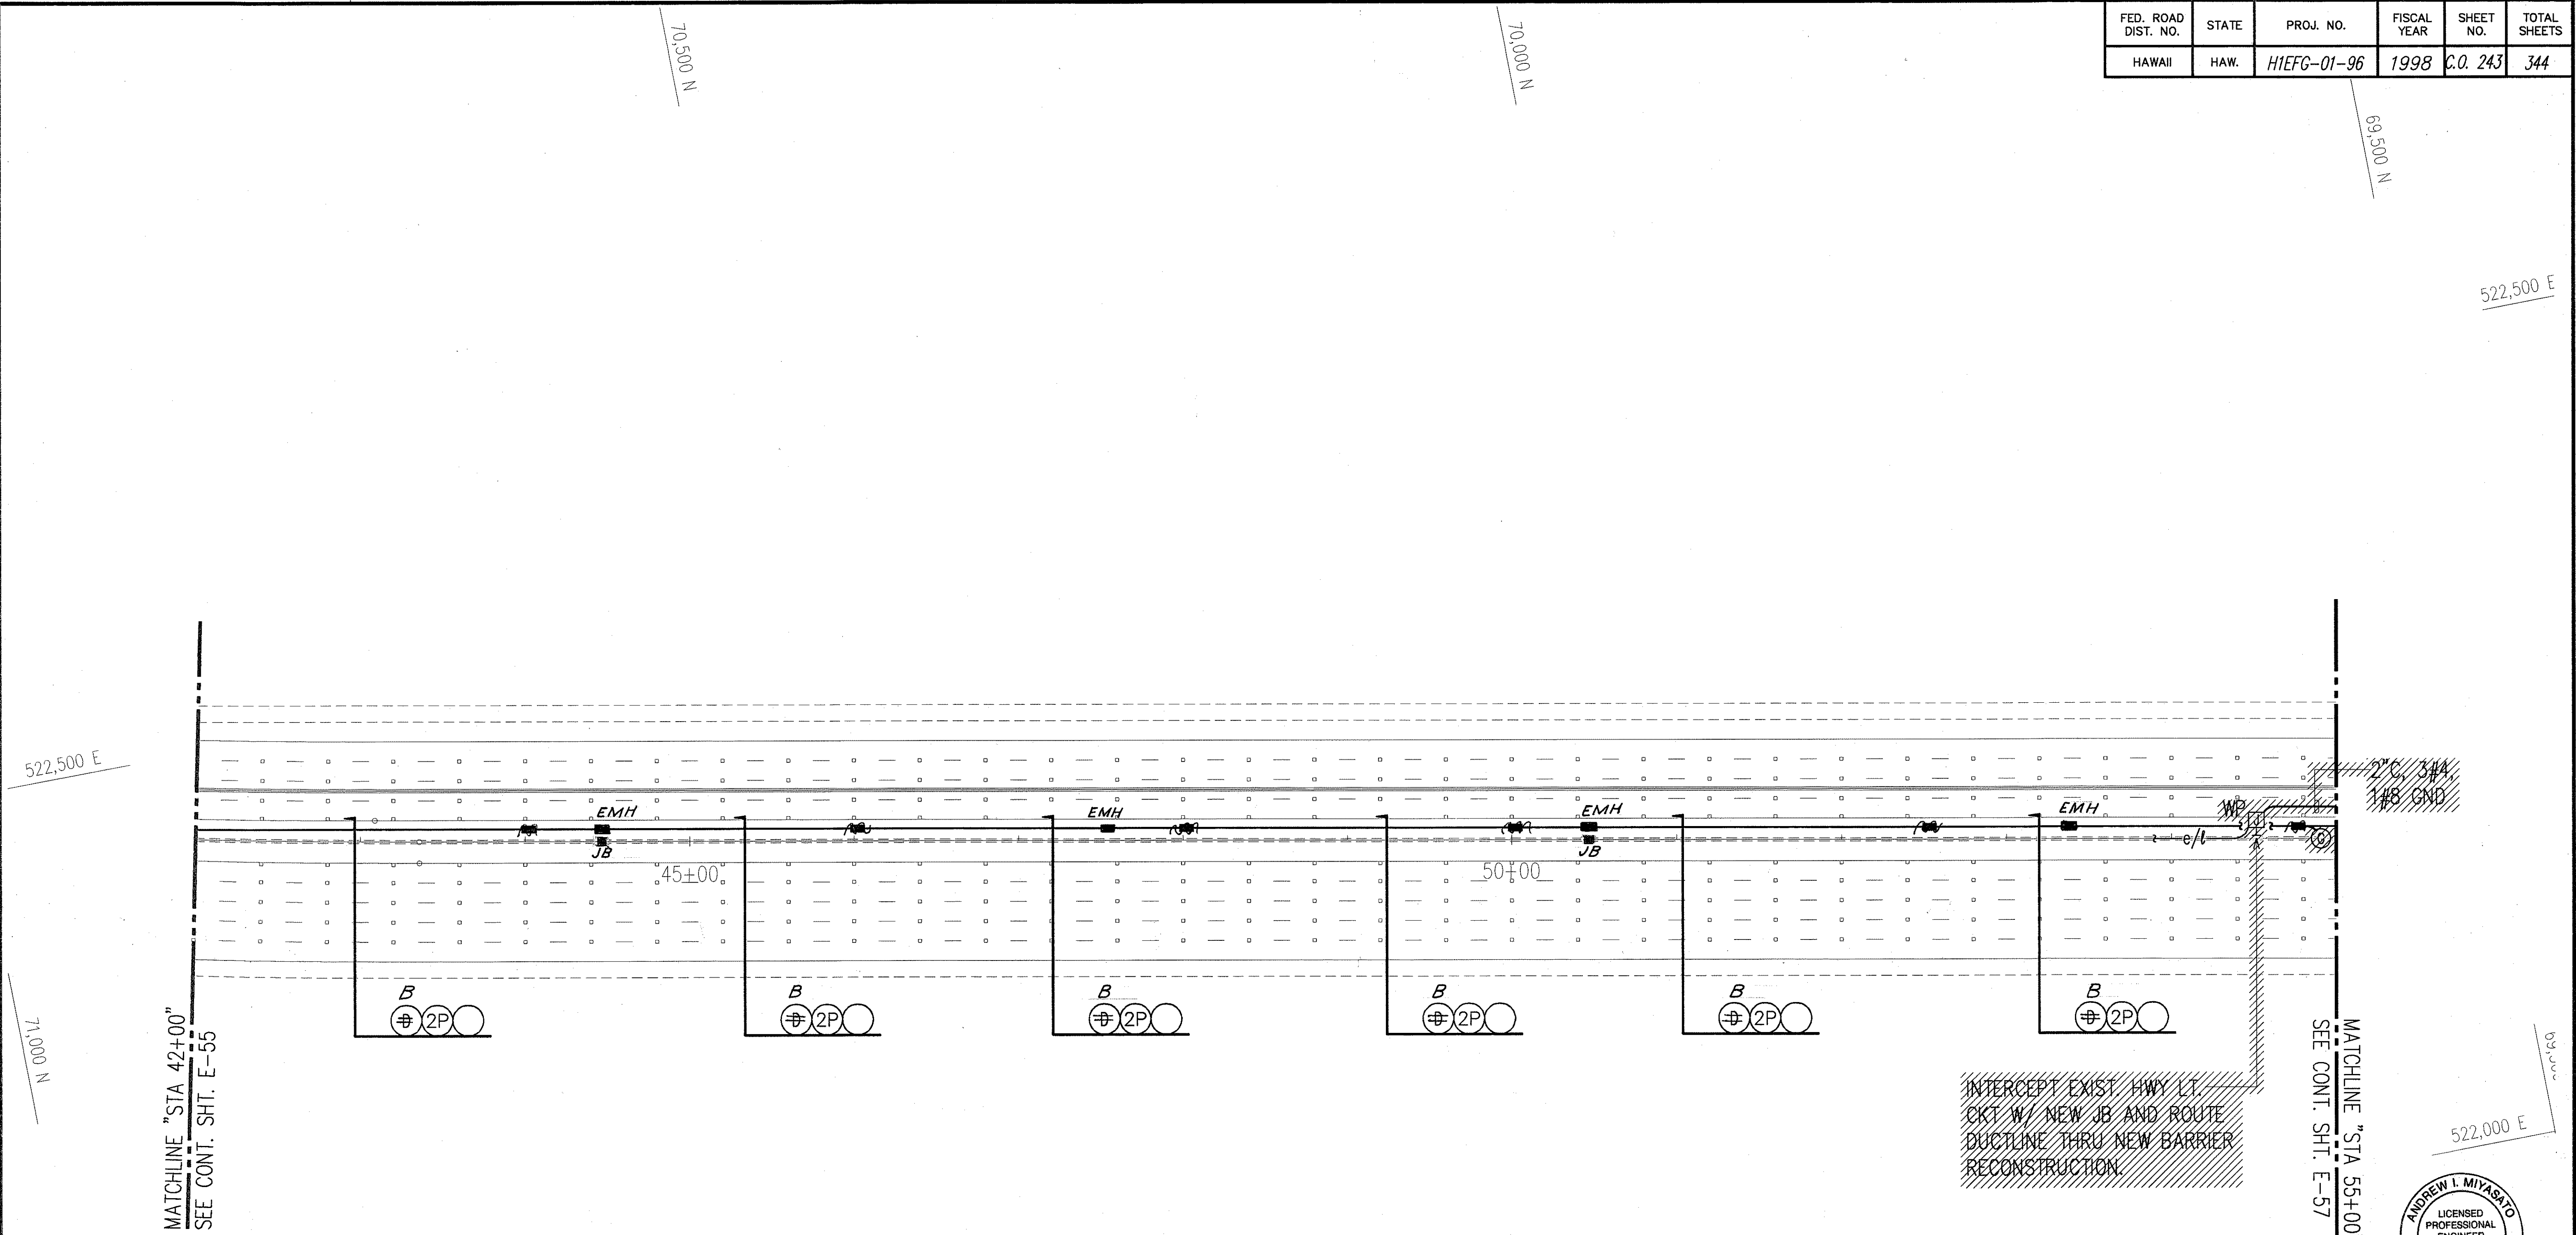 FED. ROAD DIST. NO. STATE PROJ. NO. FISCAL YEAR SHEET NO. TOTAL SHEETS
HAWAII HAW. H1EFG-01-96 1998 C.O. 243 344
70,500 N
70,000 N
69,500 N
522,500 E
522,500 E
2"C, 3#4,
1#8 GND
EMH
EMH
EMH
EMH
WP
J
JB
JB
e/l
G
45+00
50+00
B
B
B
B
B
B
2P
2P
2P
2P
2P
2P
71,000 N
MATCHLINE "STA 42+00"
SEE CONT. SHT. E-55
INTERCEPT EXIST. HWY LT.
CKT W/ NEW JB AND ROUTE
DUCTLINE THRU NEW BARRIER
RECONSTRUCTION.
SEE CONT. SHT. E-57
MATCHLINE "STA 55+00
522,000 E
ANDREW I. MIYASATO
LICENSED
PROFESSIONAL
ENGINEER